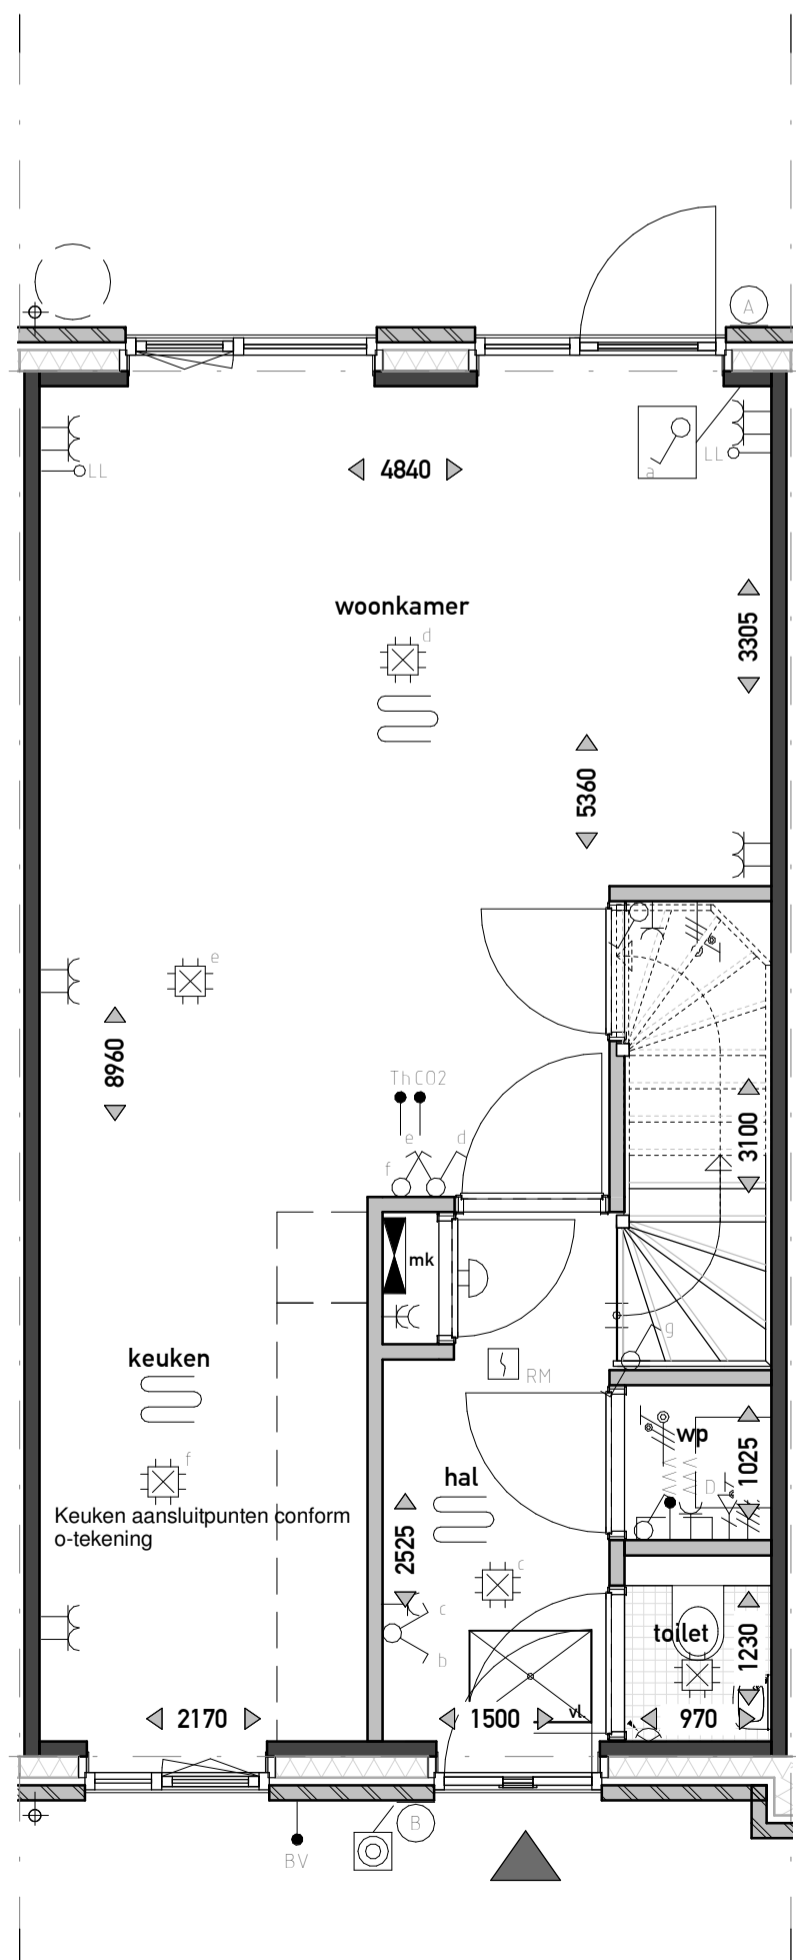 A
LL
4840
a
LL
woonkamer
d
3305
5360
e
8960
Th CO2
3100
e
d
f
mk
g
keuken
RM
f
wp
hal
D
1025
Keuken aansluitpunten conform
o-tekening
2525
c
c
toilet
1230
b
2170
1500
vl.
970
B
BV